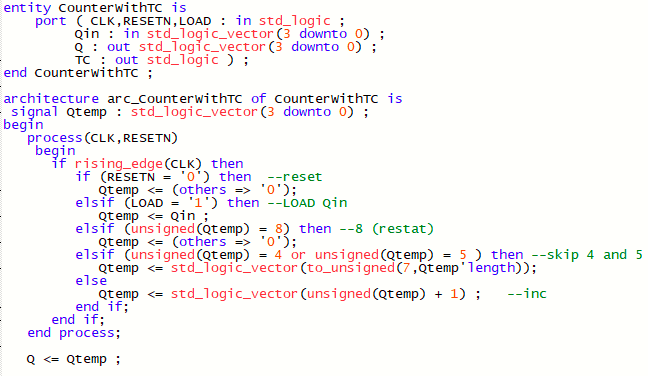 entity CounterWithTC is
port ( CLK,RESETN,LOAD : in std_logic ;
Qin : in std_logic_vector(3 downto 0) ;
Q : out std_logic_vector(3 downto 0) ;
TC : out std_logic ) ;
end CounterWithTC ;
architecture arc_CounterWithTC of CounterWithTC is
signal Qtemp : std_logic_vector(3 downto 0) ;
begin
process(CLK,RESETN)
begin
if rising_edge(CLK) then
if (RESETN = '0') then --reset
Qtemp <= (others => '0');
elsif (LOAD = '1') then --LOAD Qin
Qtemp <= Qin ;
elsif (unsigned(Qtemp) = 8) then --8 (restat)
Qtemp <= (others => '0');
elsif (unsigned(Qtemp) = 4 or unsigned(Qtemp) = 5 ) then --skip 4 and 5
Qtemp <= std_logic_vector(to_unsigned(7,Qtemp'length));
else
Qtemp <= std_logic_vector(unsigned(Qtemp) + 1) ; --inc
end if;
end if;
end process;
Q <= Qtemp ;